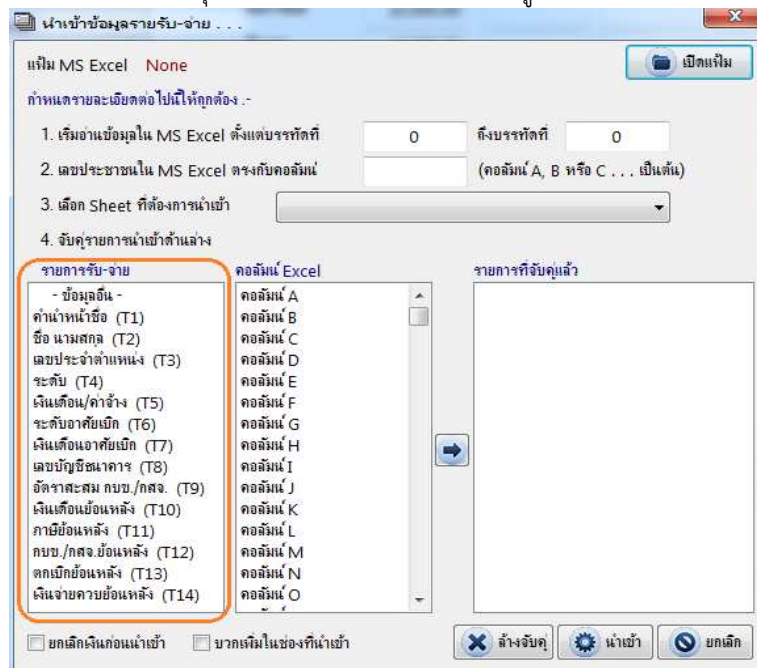 นำเข้าข้อมูลรายรับ-จ่าย . . .
แฟ้ม MS Excel None
เปิดแฟ้ม
กำหนดรายละเอียดต่อไปนี้ให้ถูกต้อง .-
1. เริ่มอ่านข้อมูลใน MS Excel ตั้งแต่บรรทัดที่ 0 ถึงบรรทัดที่ 0
2. เลขประชาชนใน MS Excel ตรงกับคอลัมน์ (คอลัมน์ A, B หรือ C . . . เป็นต้น)
3. เลือก Sheet ที่ต้องการนำเข้า
4. จับคู่รายการนำเข้าด้านล่าง
รายการรับ-จ่าย
- ข้อมูลอื่น -
คำนำหน้าชื่อ (T1)
ชื่อ นามสกุล (T2)
เลขประจำตำแหน่ง (T3)
ระดับ (T4)
เงินเดือน/ค่าจ้าง (T5)
ระดับอาศัยเบิก (T6)
เงินเดือนอาศัยเบิก (T7)
เลขบัญชีธนาคาร (T8)
อัตราสะสม กบข./กสจ. (T9)
เงินเดือนย้อนหลัง (T10)
ภาษีย้อนหลัง (T11)
กบข./กสจ.ย้อนหลัง (T12)
ตกเบิกย้อนหลัง (T13)
เงินจ่ายควบย้อนหลัง (T14)
คอลัมน์ Excel
คอลัมน์ A
คอลัมน์ B
คอลัมน์ C
คอลัมน์ D
คอลัมน์ E
คอลัมน์ F
คอลัมน์ G
คอลัมน์ H
คอลัมน์ I
คอลัมน์ J
คอลัมน์ K
คอลัมน์ L
คอลัมน์ M
คอลัมน์ N
คอลัมน์ O
รายการที่จับคู่แล้ว
ยกเลิกเงินก่อนนำเข้า
บวกเพิ่มในช่องที่นำเข้า
ล้างจับคู่
นำเข้า
ยกเลิก